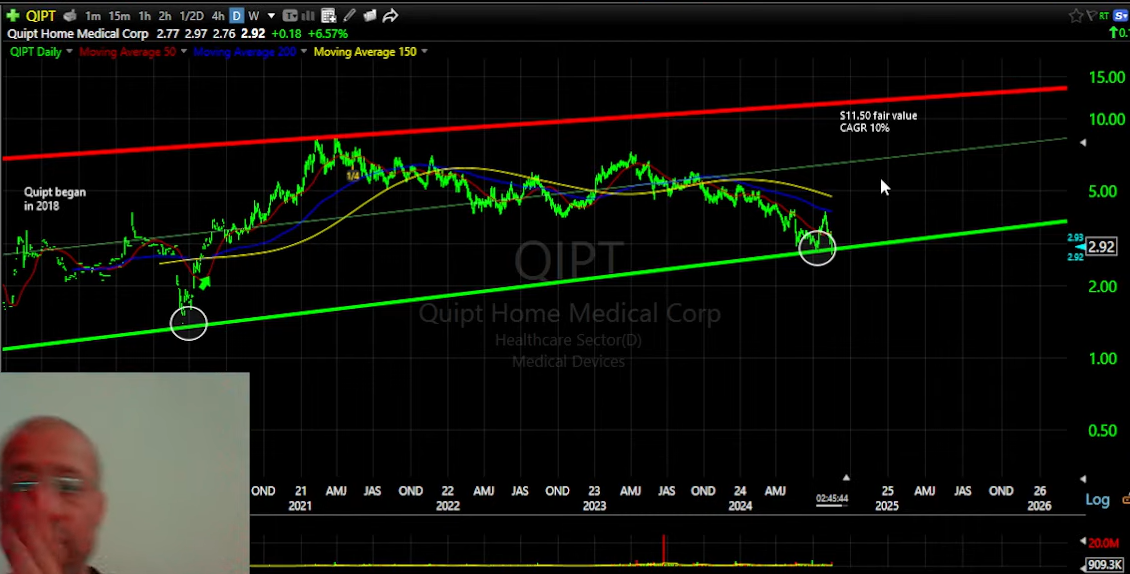 QIPT 1m 15m 1h 2h 1/2D 4h D W T RT S
Quipt Home Medical Corp 2.77 2.97 2.76 2.92 +0.18 +6.57%
QIPT Daily Moving Average 50 Moving Average 200 Moving Average 150
15.00
$11.50 fair value
CAGR 10%
10.00
1/4
Quipt began
in 2018
5.00
2.93
2.92
2.92
QIPT
2.00
Quipt Home Medical Corp
Healthcare Sector(D)
Medical Devices
1.00
0.50
OND 21 AMJ JAS OND 22 AMJ JAS OND 23 AMJ JAS OND 24 AMJ 25 AMJ JAS OND 26
2021 2022 2023 2024 02:45:44 2025 2026
Log
20.0M
909.3K